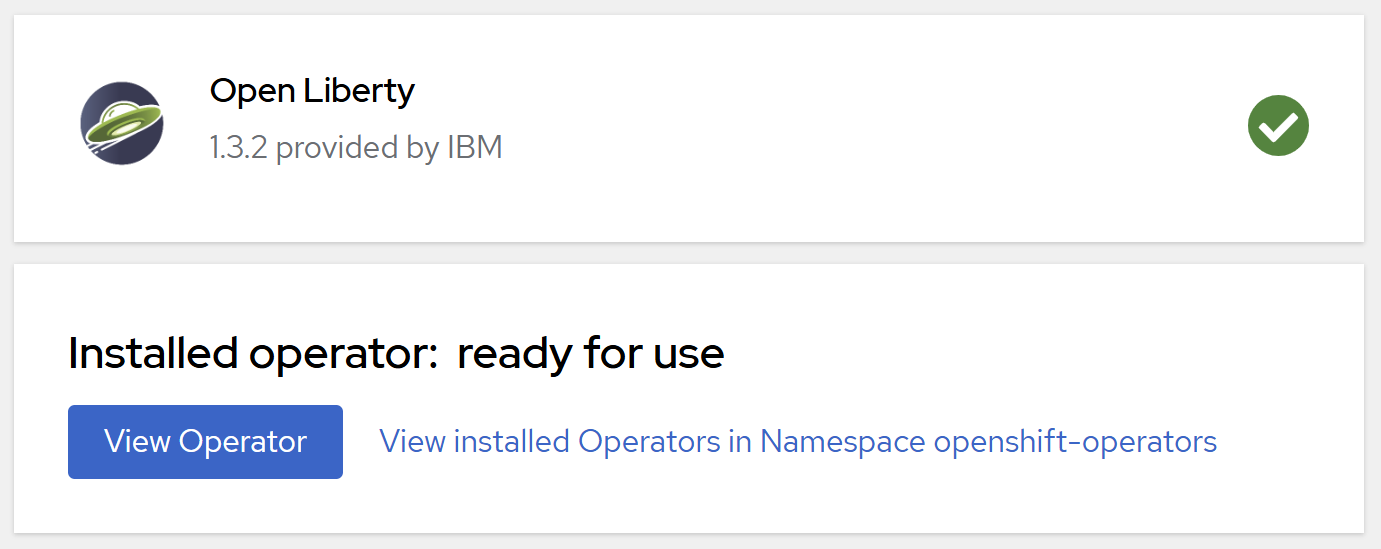 Open Liberty
1.3.2 provided by IBM
Installed operator: ready for use
View Operator View installed Operators in Namespace openshift-operators